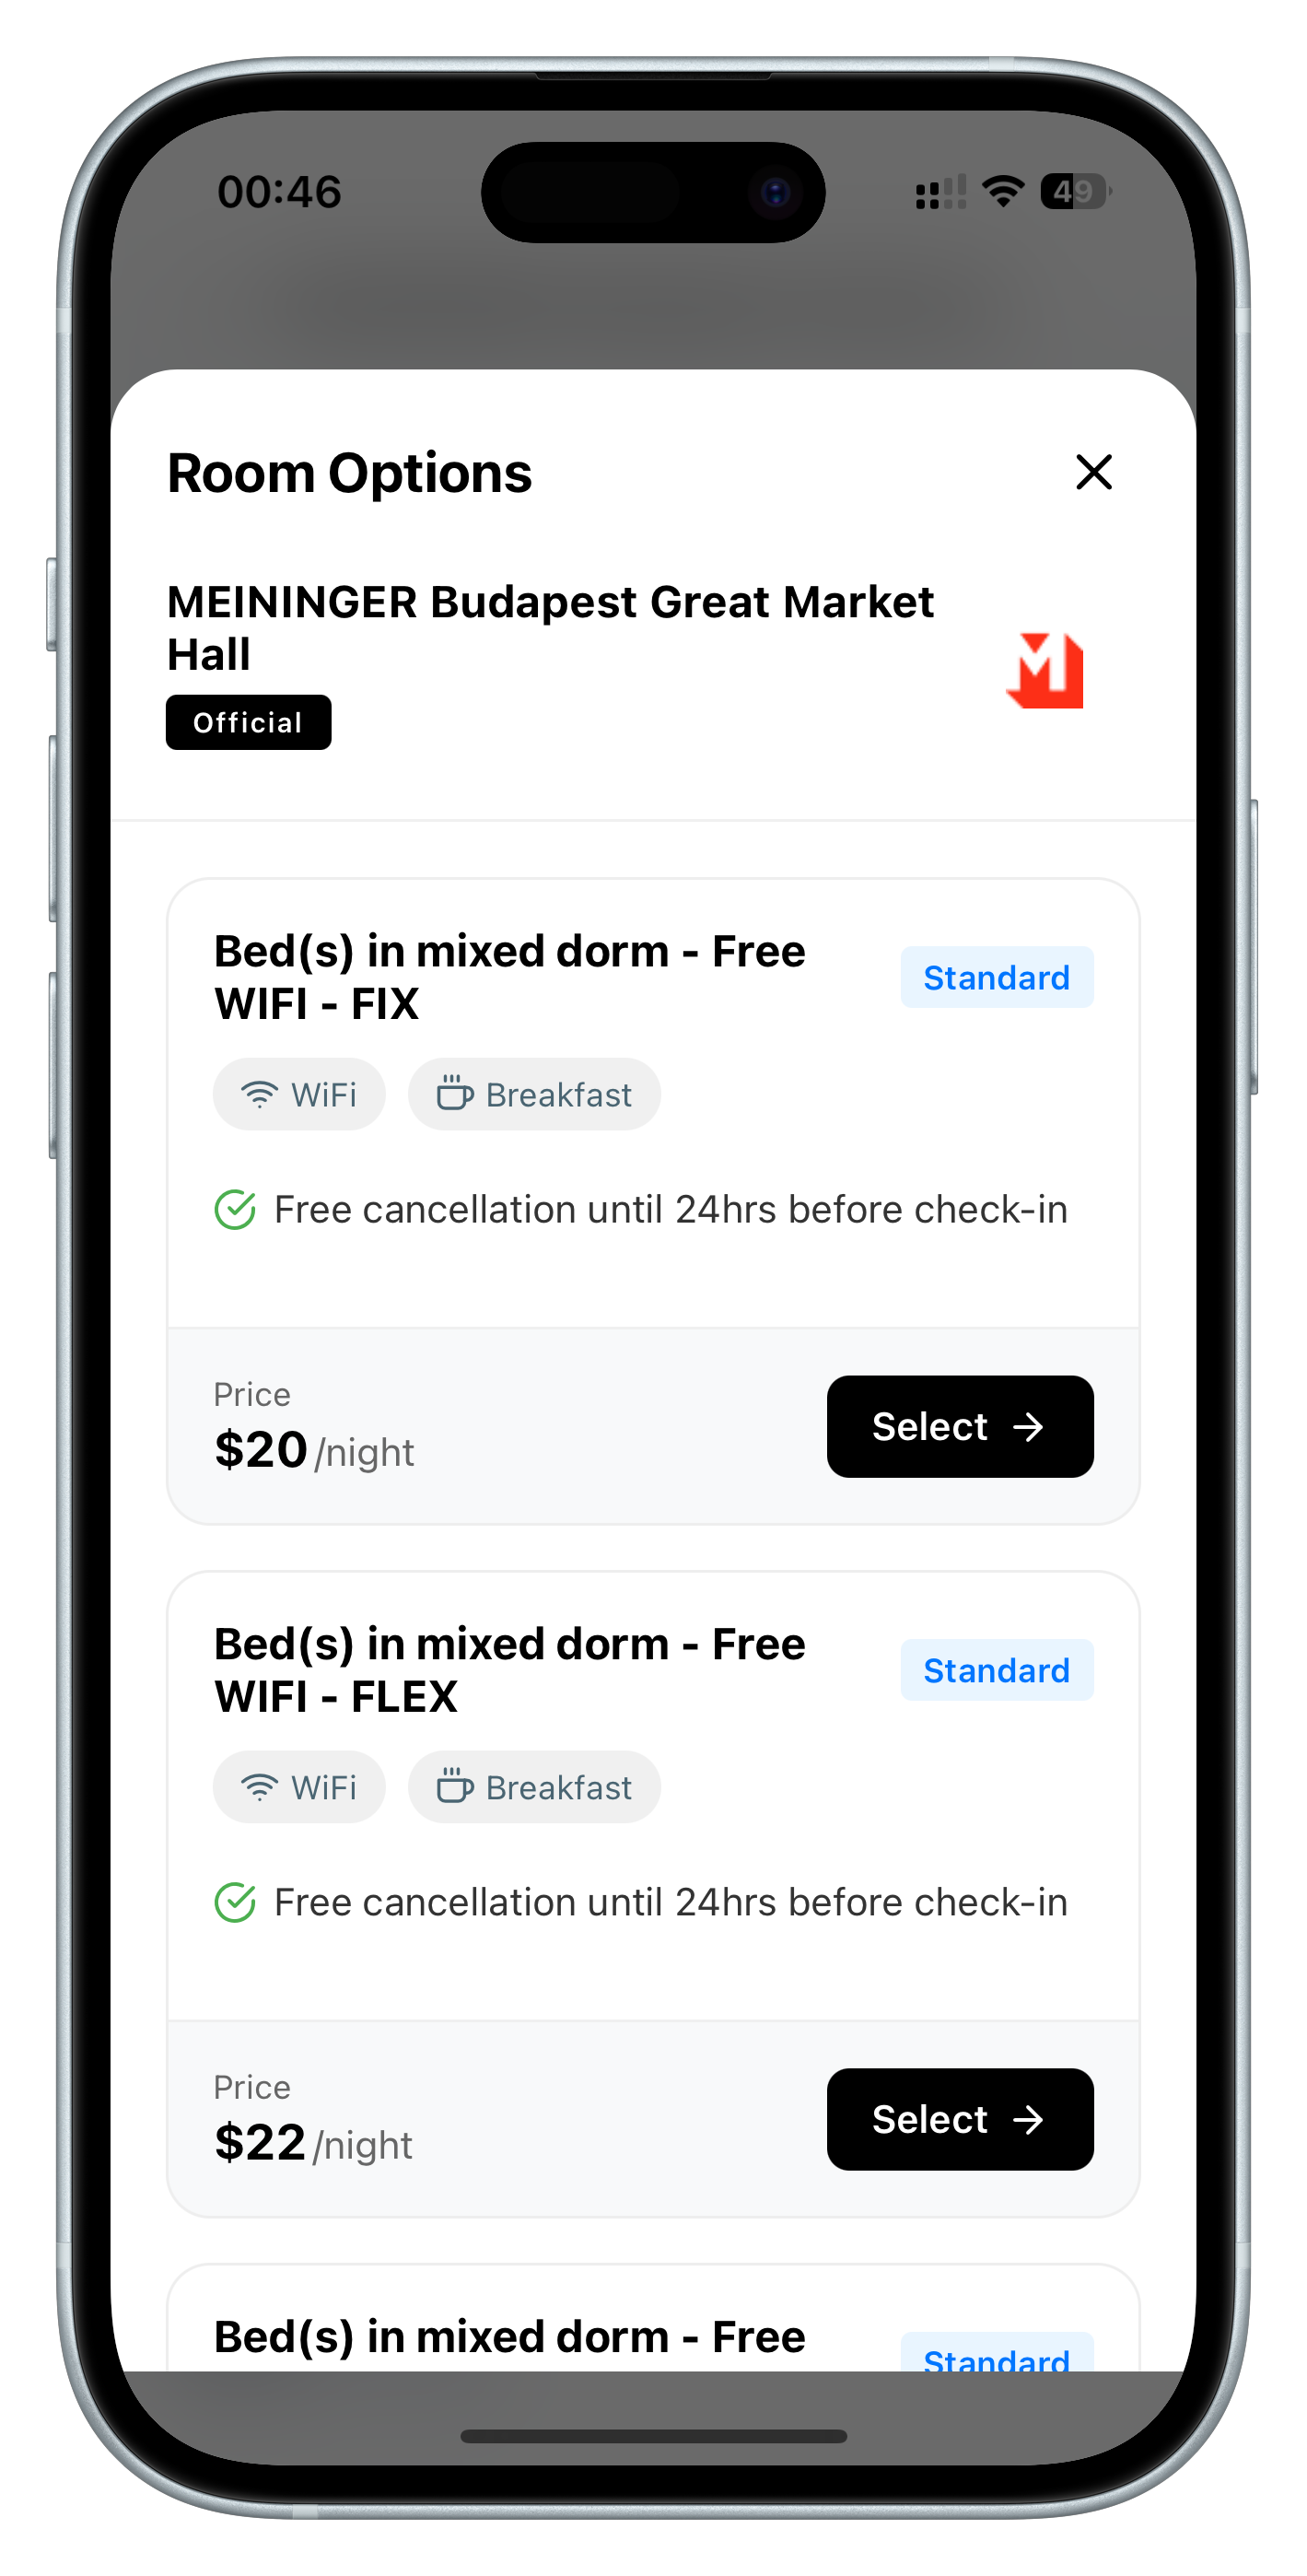 00:46
49
Room Options
MEININGER Budapest Great Market
Hall
Official
Bed(s) in mixed dorm - Free
WIFI - FIX
Standard
WiFi
Breakfast
Free cancellation until 24hrs before check-in
Price
$20/night
Select
Bed(s) in mixed dorm - Free
WIFI - FLEX
Standard
WiFi
Breakfast
Free cancellation until 24hrs before check-in
Price
$22/night
Select
Bed(s) in mixed dorm - Free
Standard